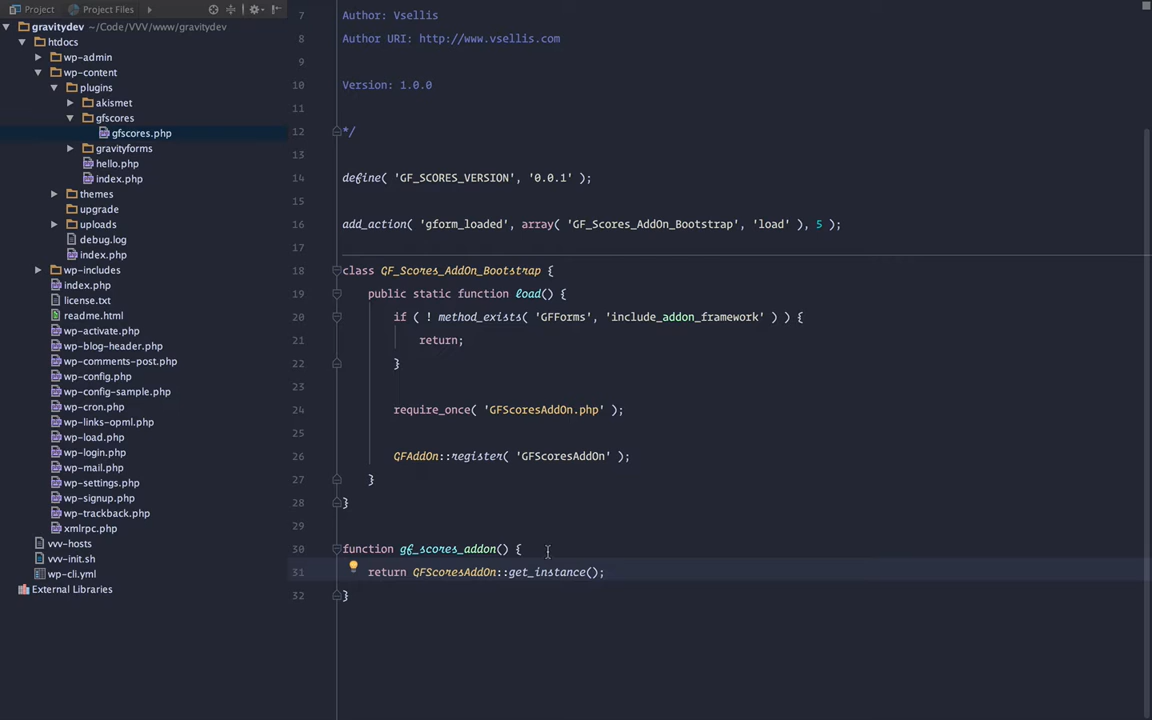 Project
Project Files
gravitydev ~/Code/VVV/www/gravitydev
htdocs
wp-admin
wp-content
plugins
akismet
gfscores
gfscores.php
gravityforms
hello.php
index.php
themes
upgrade
uploads
debug.log
index.php
wp-includes
index.php
license.txt
readme.html
wp-activate.php
wp-blog-header.php
wp-comments-post.php
wp-config.php
wp-config-sample.php
wp-cron.php
wp-links-opml.php
wp-load.php
wp-login.php
wp-mail.php
wp-settings.php
wp-signup.php
wp-trackback.php
xmlrpc.php
vvv-hosts
vvv-init.sh
wp-cli.yml
External Libraries
7 Author: Vsellis
8 Author URI: http://www.vsellis.com
9
10 Version: 1.0.0
11
12 */
13
14 define( 'GF_SCORES_VERSION', '0.0.1' );
15
16 add_action( 'gform_loaded', array( 'GF_Scores_AddOn_Bootstrap', 'load' ), 5 );
17
18 class GF_Scores_AddOn_Bootstrap {
19 public static function load() {
20 if ( ! method_exists( 'GFForms', 'include_addon_framework' ) ) {
21 return;
22 }
23
24 require_once( 'GFScoresAddOn.php' );
25
26 GFAddOn::register( 'GFScoresAddOn' );
27 }
28 }
29
30 function gf_scores_addon() {
31 return GFScoresAddOn::get_instance();
32 }